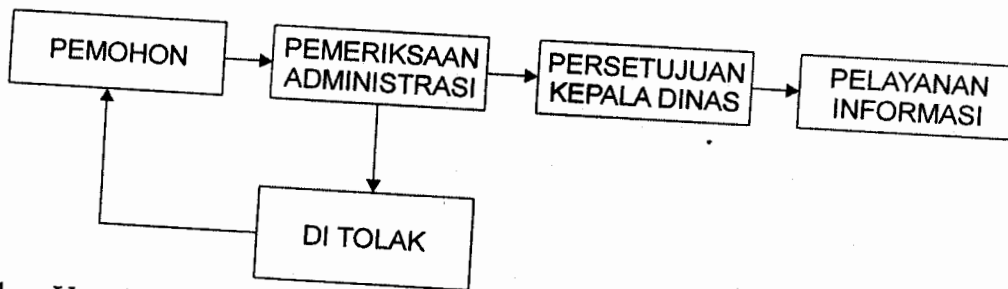 PEMOHON
PEMERIKSAAN
ADMINISTRASI
PERSETUJUAN
KEPALA DINAS
PELAYANAN
INFORMASI
DI TOLAK